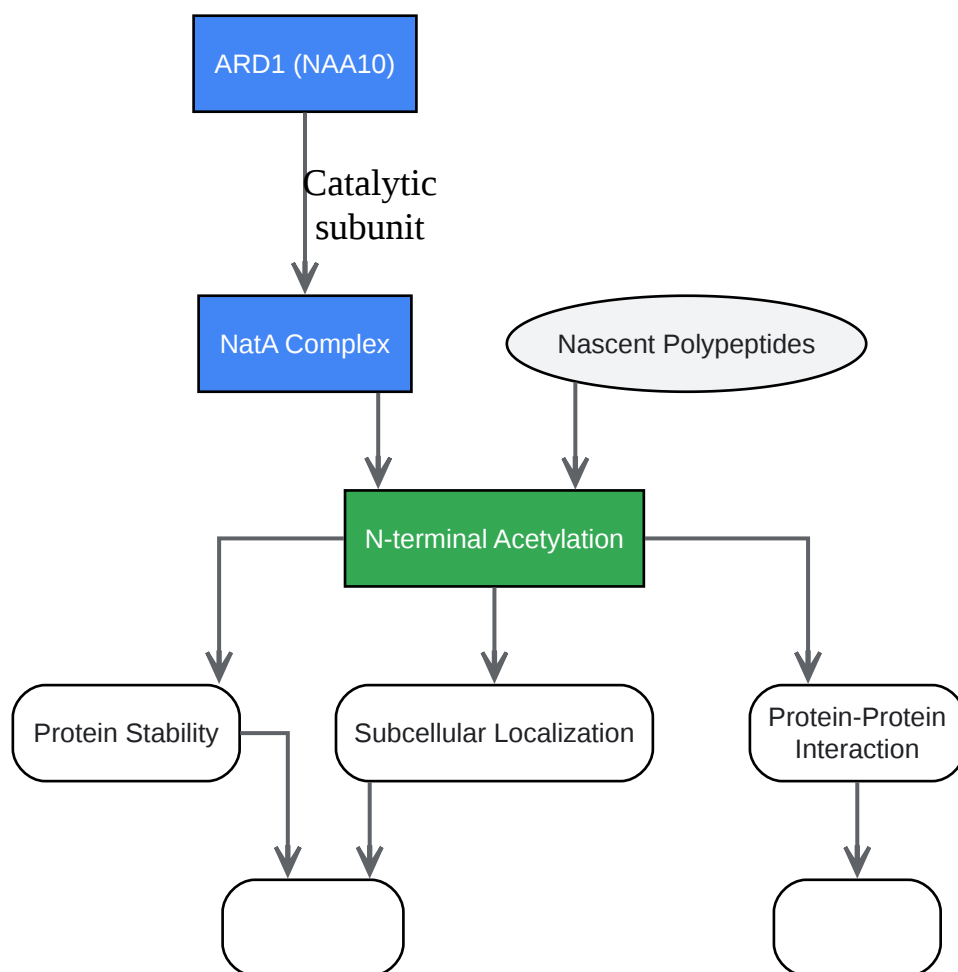 ARD1 (NAA10)
Catalytic
subunit
NatA Complex
Nascent Polypeptides
N-terminal Acetylation
Protein Stability
Subcellular Localization
Protein-Protein
Interaction